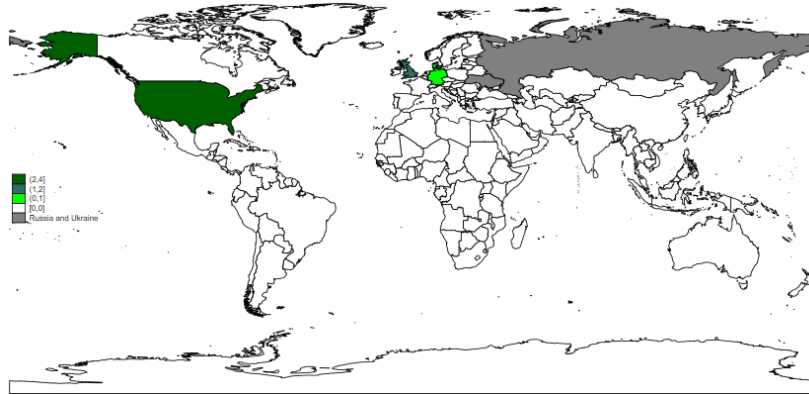 (2,4]
(1,2]
(0,1]
[0,0]
Russia and Ukraine